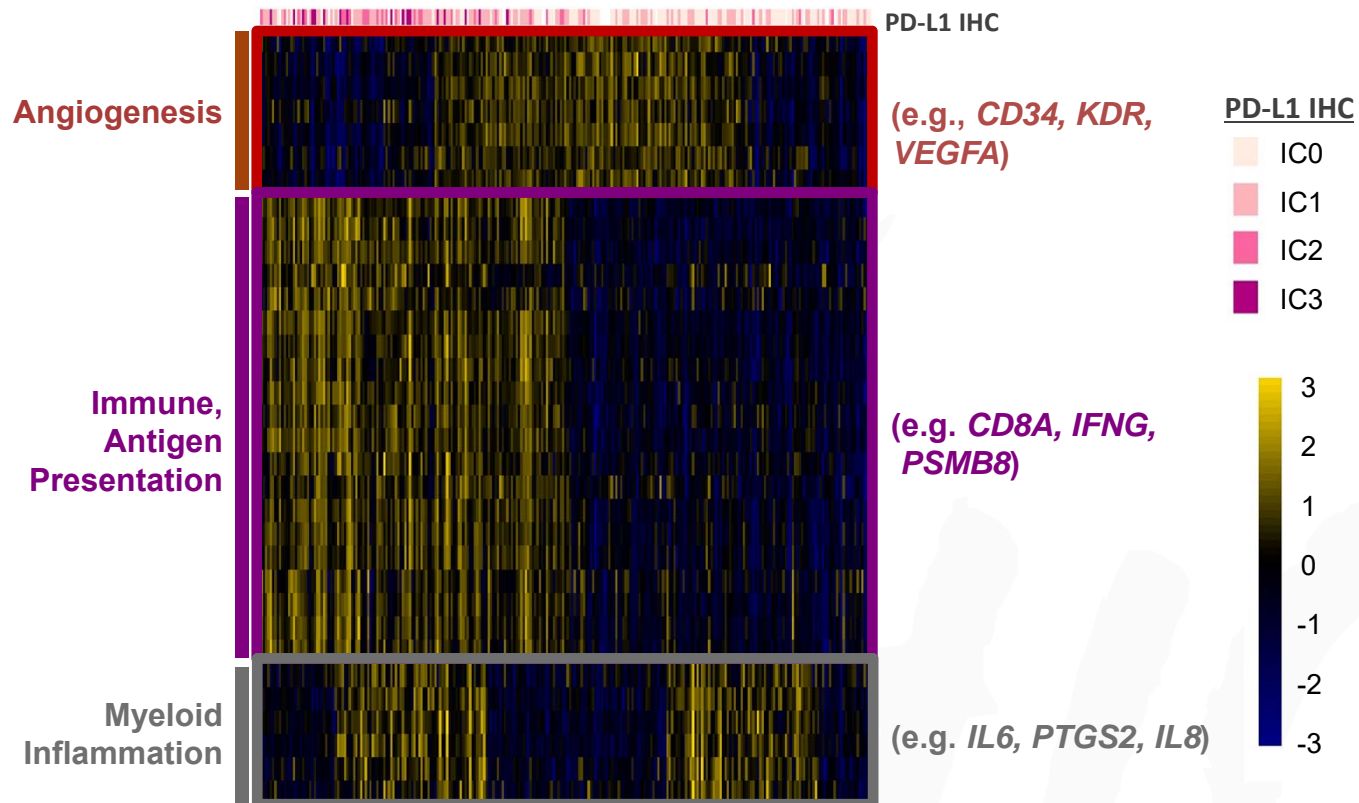 PD-L1 IHC
Angiogenesis
(e.g., CD34, KDR,
VEGFA)
Immune,
Antigen
Presentation
(e.g. CD8A, IFNG,
PSMB8)
Myeloid
Inflammation
(e.g. IL6, PTGS2, IL8)
PD-L1 IHC
IC0
IC1
IC2
IC3
3
2
1
0
-1
-2
-3